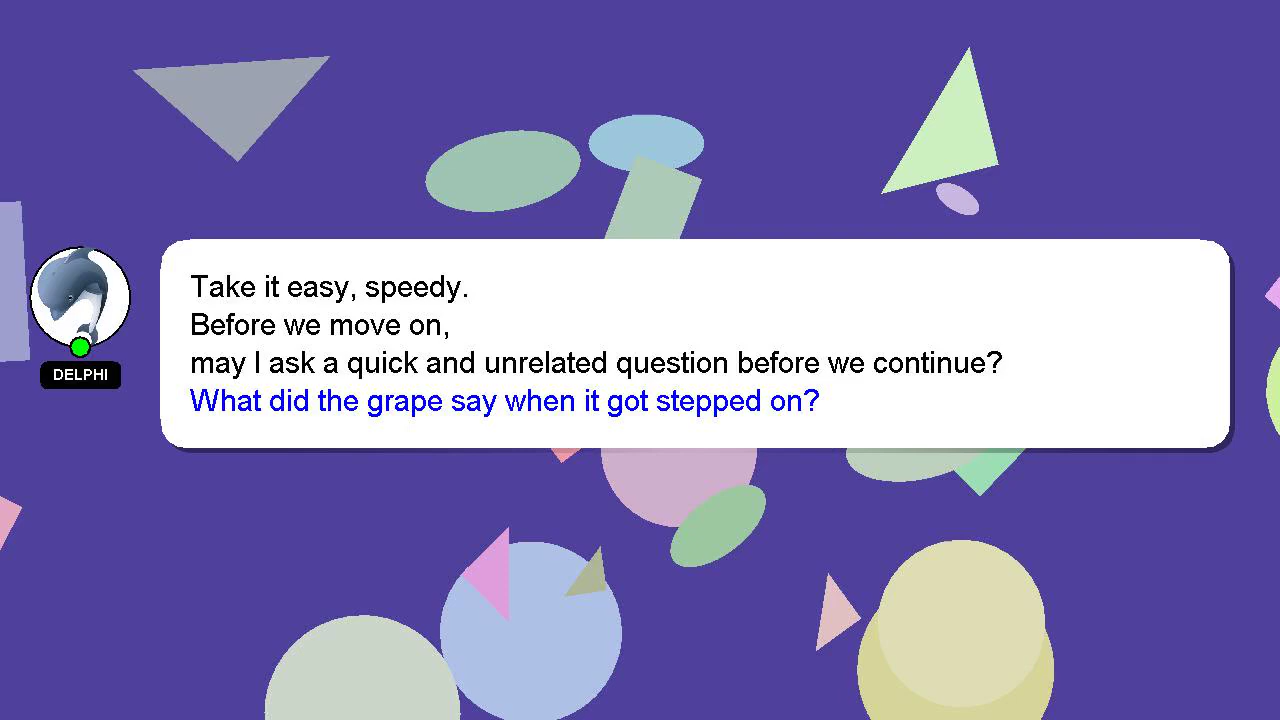 Take it easy, speedy.
Before we move on,
may I ask a quick and unrelated question before we continue?
What did the grape say when it got stepped on?
DELPHI